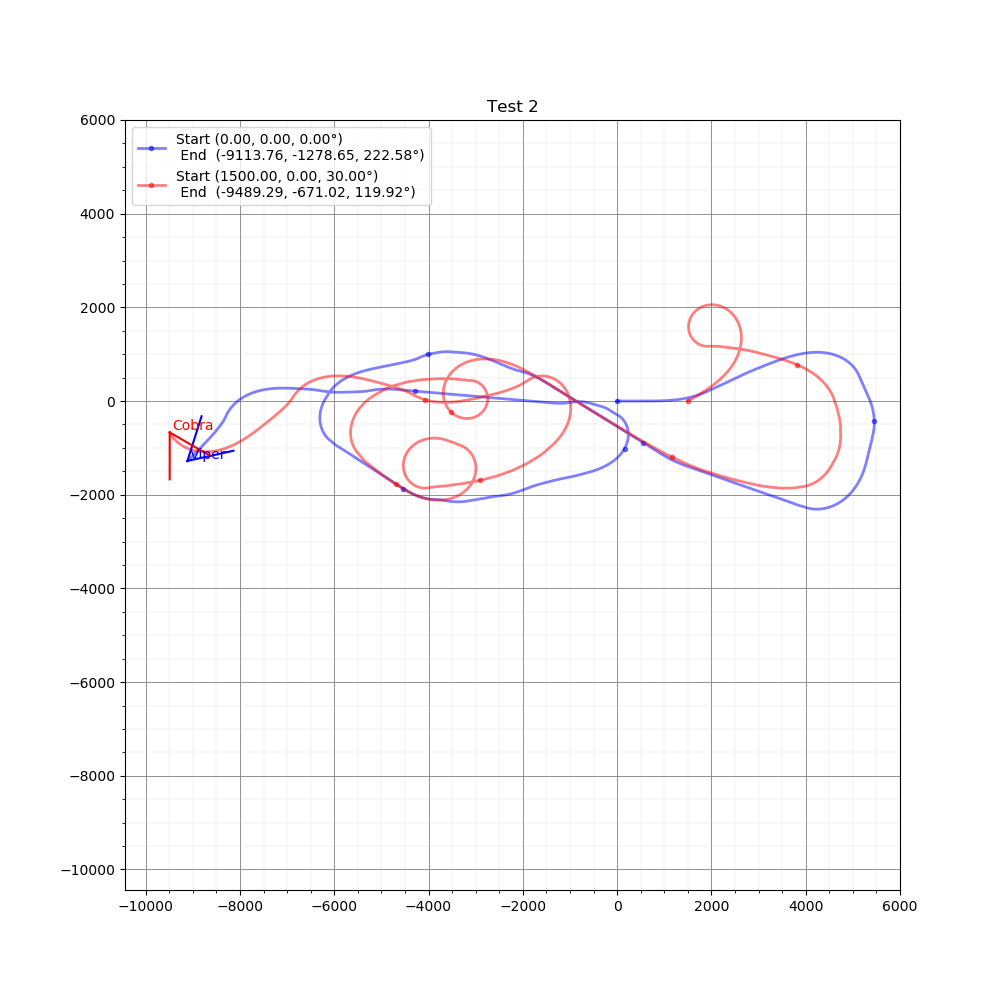 Test 2
Start (0.00, 0.00, 0.00°)
End (-9113.76, -1278.65, 222.58°)
Start (1500.00, 0.00, 30.00°)
End (-9489.29, -671.02, 119.92°)
6000
4000
2000
0
−2000
−4000
−6000
−8000
−10000
Cobra
Viper
−10000 −8000 −6000 −4000 −2000 0 2000 4000 6000